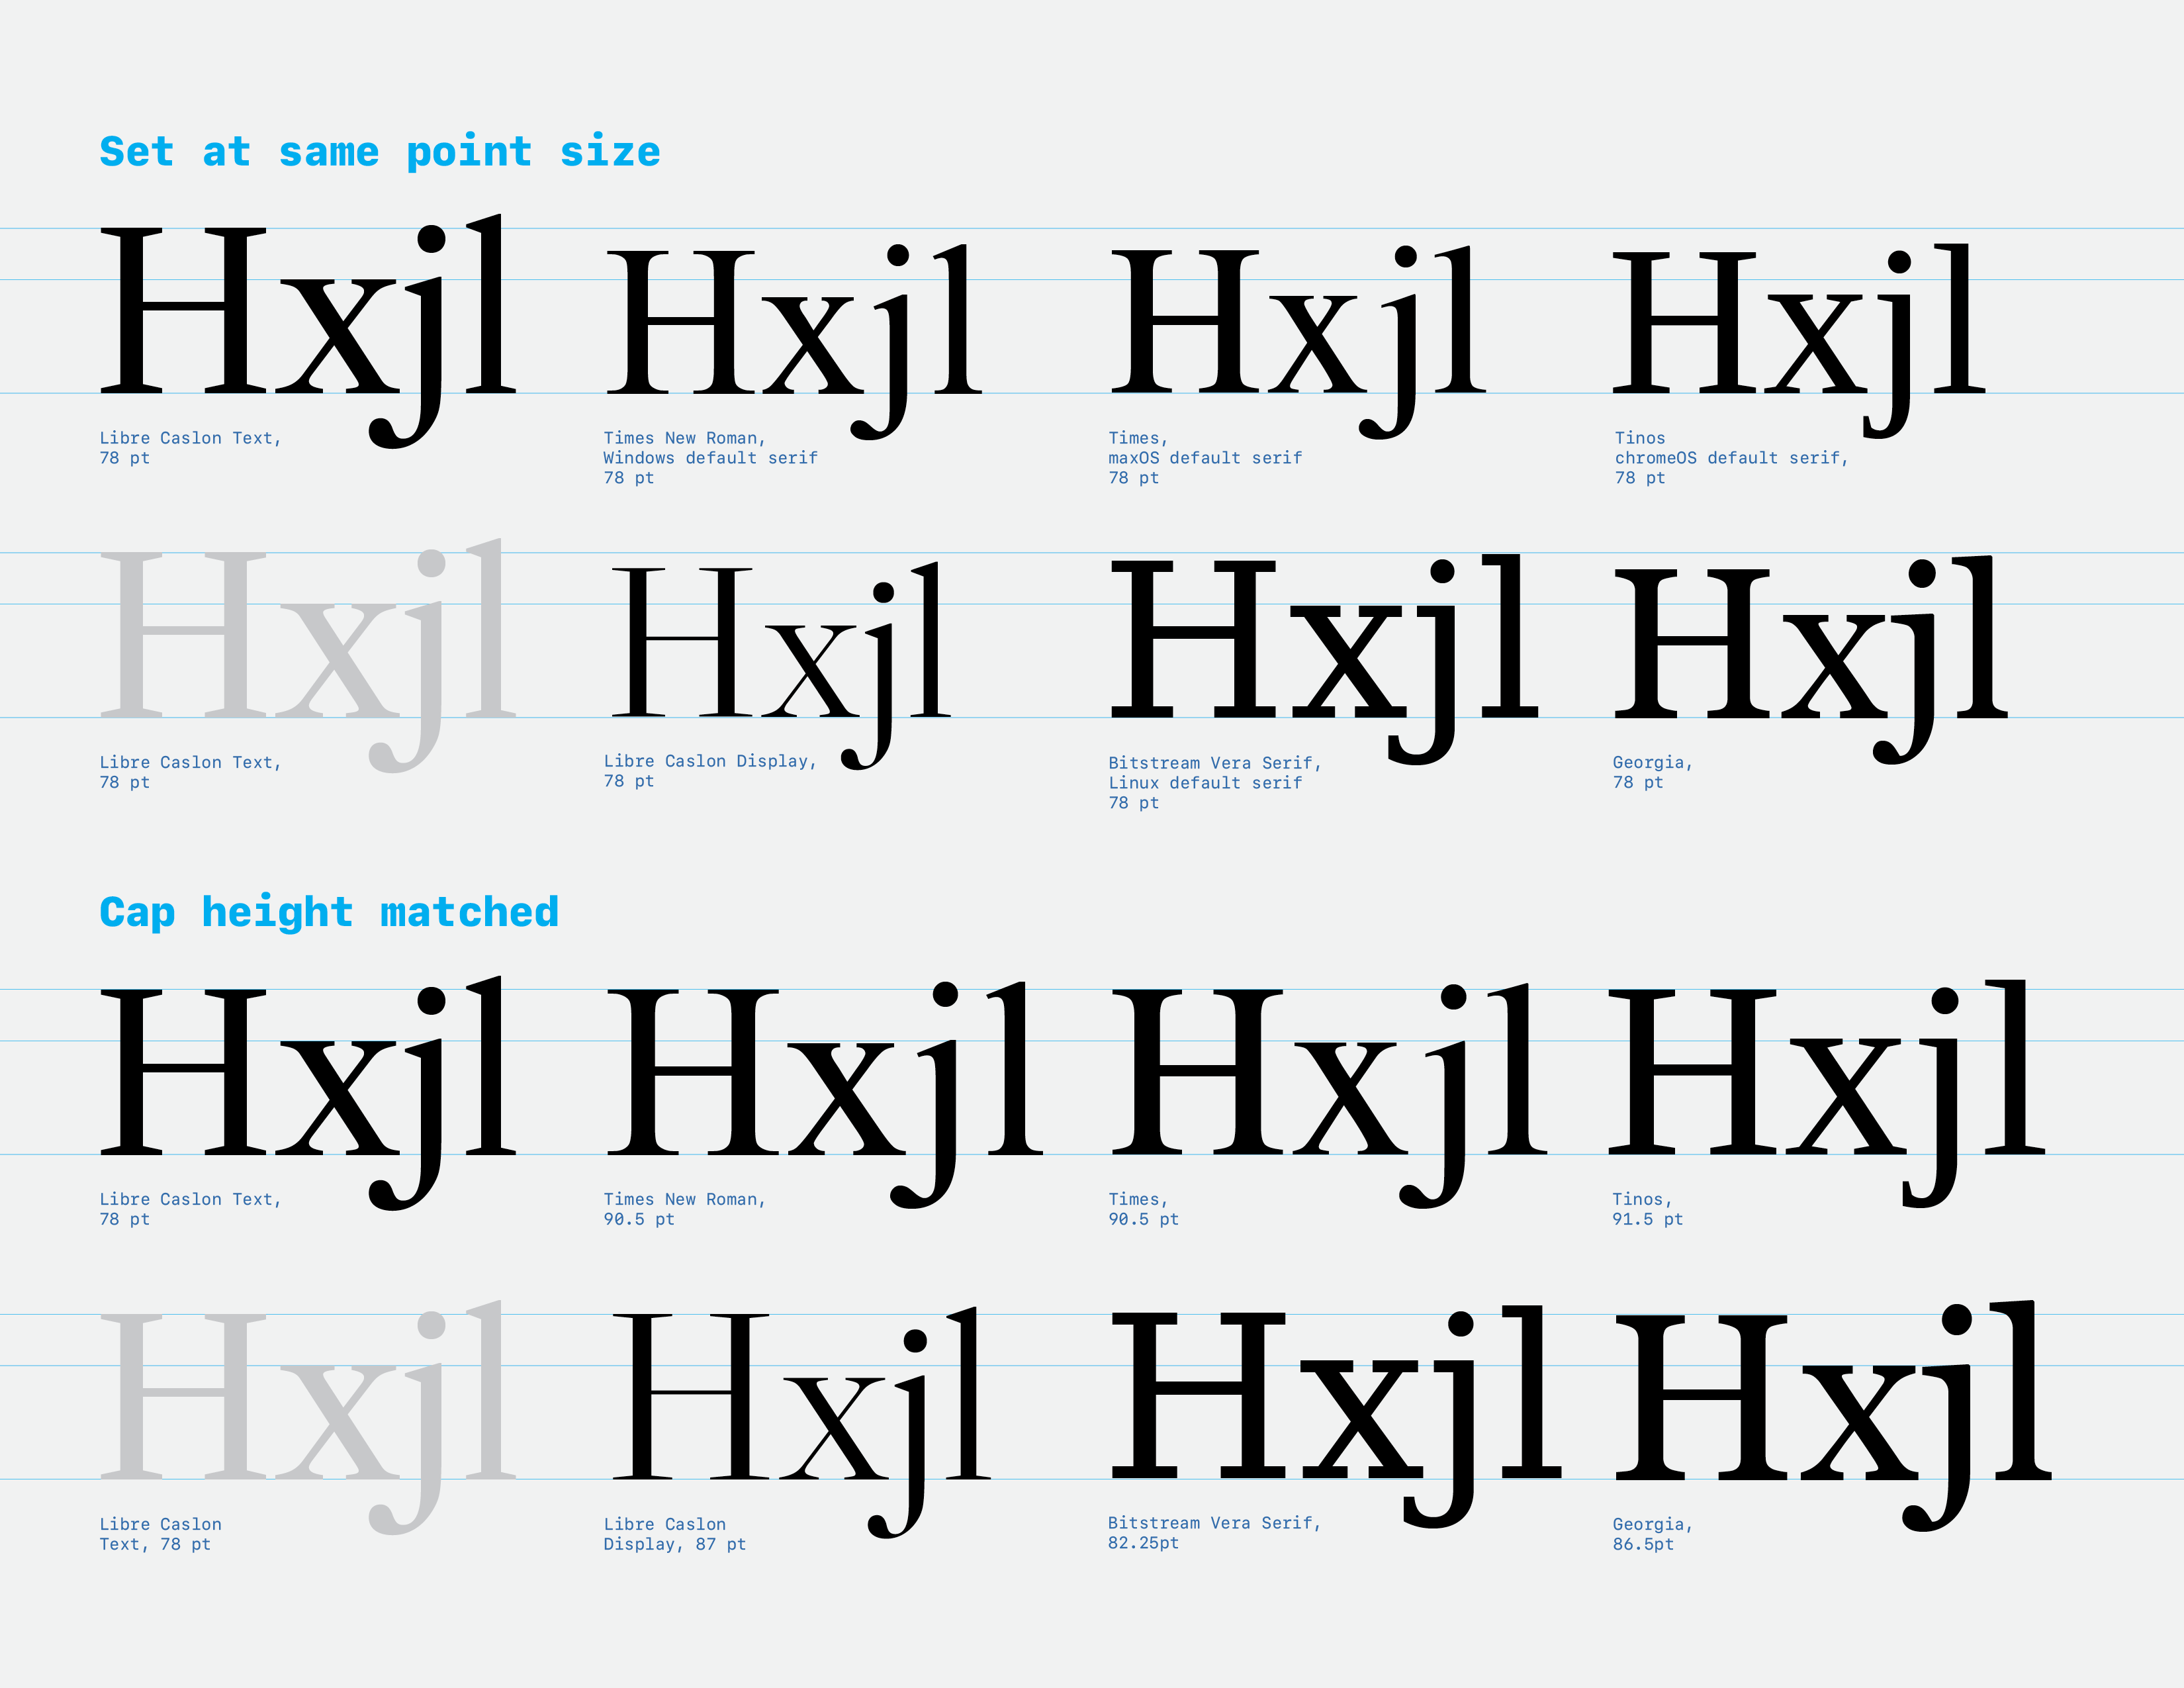 Set at same point size
Hxjl Hxjl Hxjl Hxjl
Libre Caslon Text,
78 pt
Times New Roman,
Windows default serif
78 pt
Times,
maxOS default serif
78 pt
Tinos
chromeOS default serif,
78 pt
Hxjl Hxjl Hxjl Hxjl
Libre Caslon Text,
78 pt
Libre Caslon Display,
78 pt
Bitstream Vera Serif,
Linux default serif
78 pt
Georgia,
78 pt
Cap height matched
Hxjl Hxjl Hxjl Hxjl
Libre Caslon Text,
78 pt
Times New Roman,
90.5 pt
Times,
90.5 pt
Tinos,
91.5 pt
Hxjl Hxjl Hxjl Hxjl
Libre Caslon
Text, 78 pt
Libre Caslon
Display, 87 pt
Bitstream Vera Serif,
82.25pt
Georgia,
86.5pt